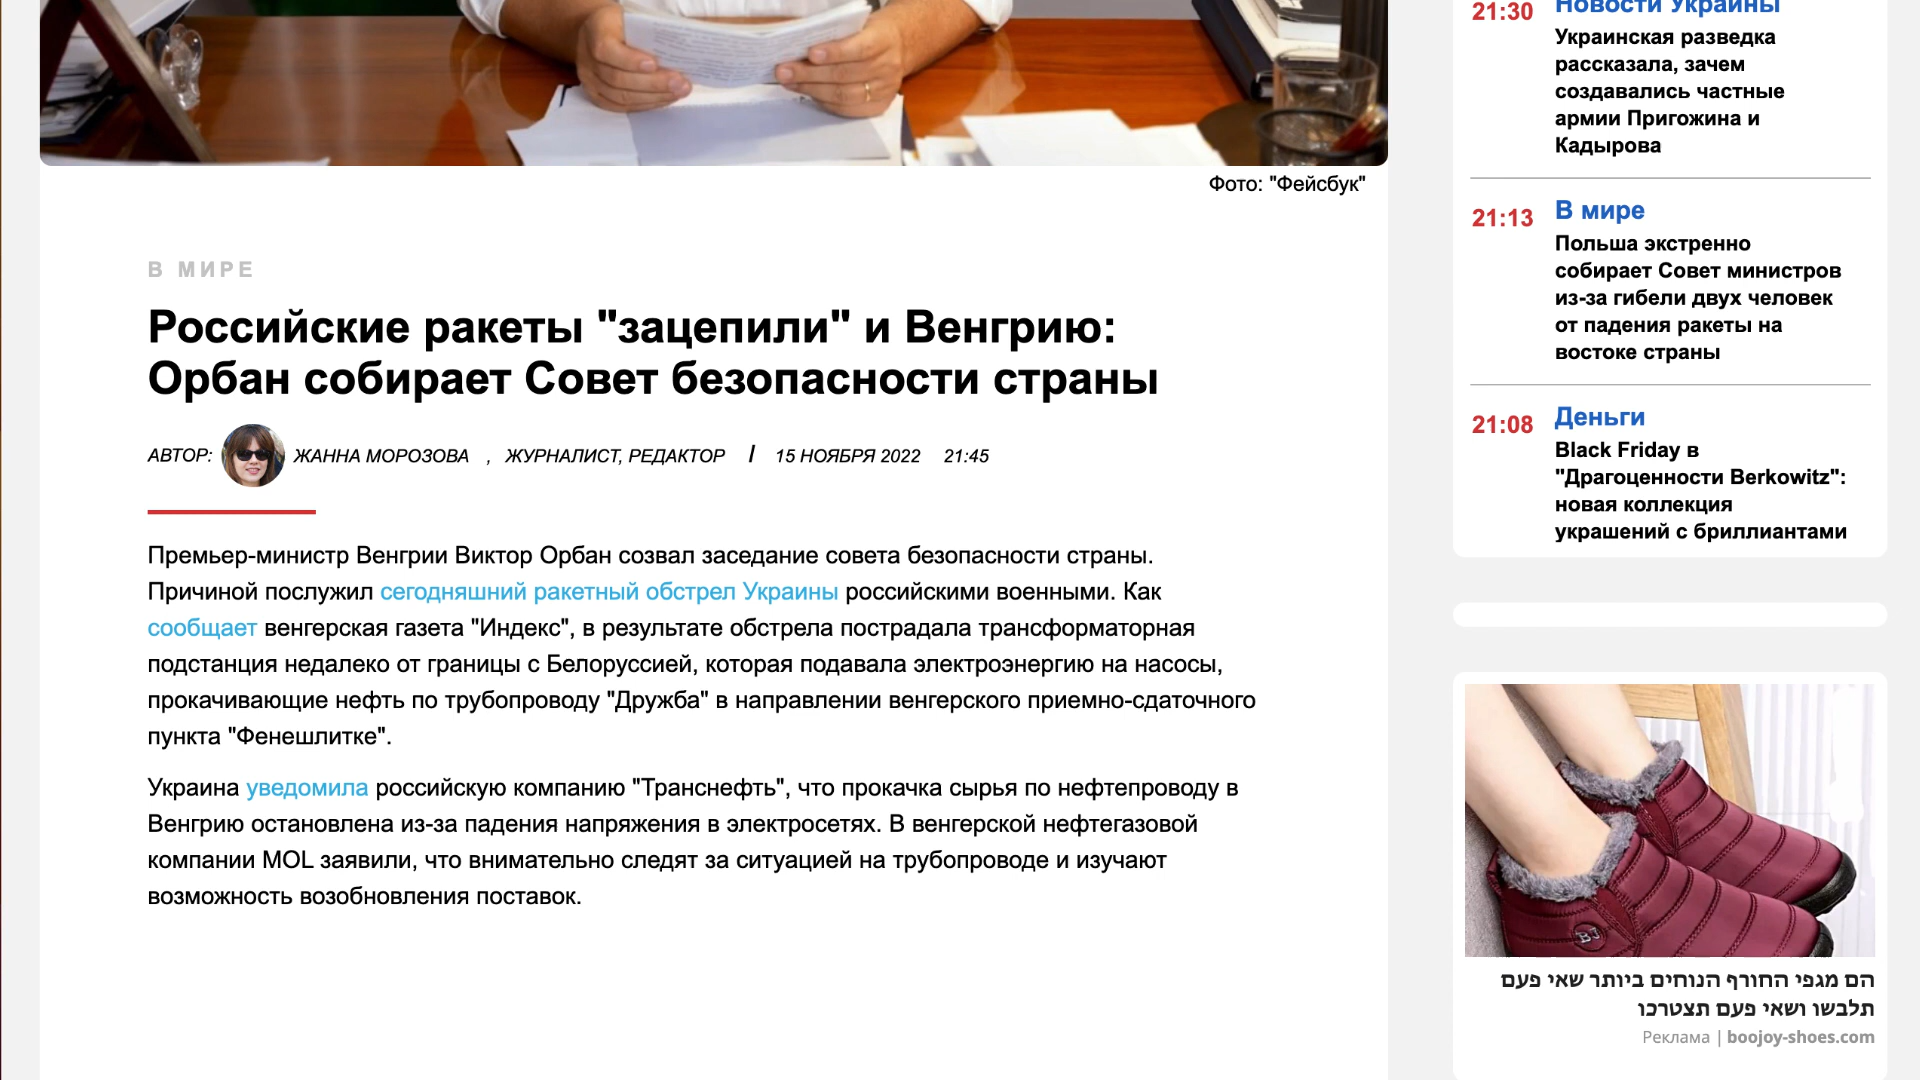 Фото: "Фейсбук"
В МИРЕ
Российские ракеты "зацепили" и Венгрию:
Орбан собирает Совет безопасности страны
АВТОР: ЖАННА МОРОЗОВА , ЖУРНАЛИСТ, РЕДАКТОР / 15 НОЯБРЯ 2022 21:45
Премьер-министр Венгрии Виктор Орбан созвал заседание совета безопасности страны.
Причиной послужил сегодняшний ракетный обстрел Украины российскими военными. Как
сообщает венгерская газета "Индекс", в результате обстрела пострадала трансформаторная
подстанция недалеко от границы с Белоруссией, которая подавала электроэнергию на насосы,
прокачивающие нефть по трубопроводу "Дружба" в направлении венгерского приемно-сдаточного
пункта "Фенешлитке".
Украина уведомила российскую компанию "Транснефть", что прокачка сырья по нефтепроводу в
Венгрию остановлена из-за падения напряжения в электросетях. В венгерской нефтегазовой
компании MOL заявили, что внимательно следят за ситуацией на трубопроводе и изучают
возможность возобновления поставок.
21:30 Новости Украины
Украинская разведка
рассказала, зачем
создавались частные
армии Пригожина и
Кадырова
21:13 В мире
Польша экстренно
собирает Совет министров
из-за гибели двух человек
от падения ракеты на
востоке страны
21:08 Деньги
Black Friday в
"Драгоценности Berkowitz":
новая коллекция
украшений с бриллиантами
BJ
הם מגפי החורף הנוחים ביותר שאי פעם
תלבשו ושאי פעם תצטרכו
Реклама | boojoy-shoes.com